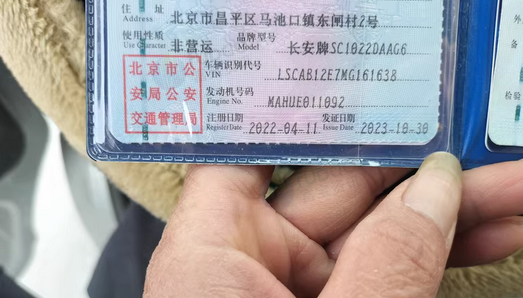 住 址 北京市昌平区马池口镇东闸村2号
Address
使用性质 非营运 品牌型号 长安牌SC1022DAAG6
Use Character Model
北京市公
安局公安
交通管理局
车辆识别代号 LSCAB12E7MG161638
VIN
发动机号码 MAHUE011092
Engine No.
注册日期 2022-04-11 发证日期 2023-10-30
Register Date Issue Date
检验